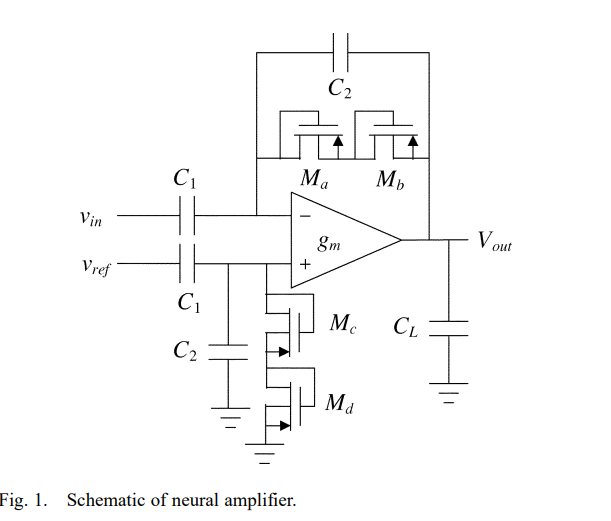 C2
Ma Mb
C1
vin
−
gm
Vout
vref
+
C1
Mc
CL
C2
Md
Fig. 1. Schematic of neural amplifier.